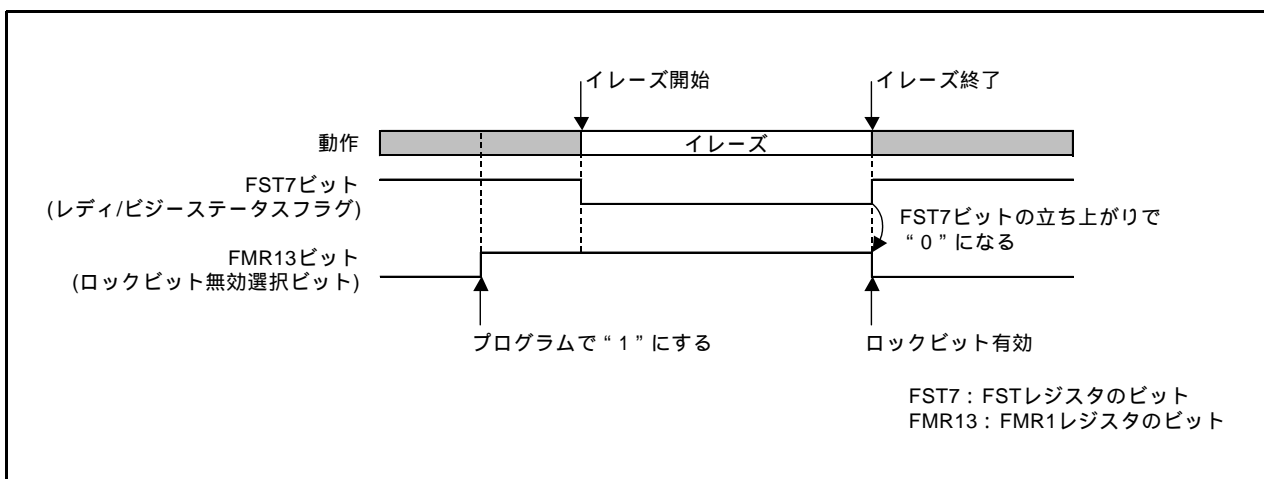 イレーズ開始
イレーズ終了
動作
イレーズ
FST7ビット
(レディ/ビジーステータスフラグ)
FST7ビットの立ち上がりで
“0”になる
FMR13ビット
(ロックビット無効選択ビット)
プログラムで“1”にする
ロックビット有効
FST7:FSTレジスタのビット
FMR13:FMR1レジスタのビット